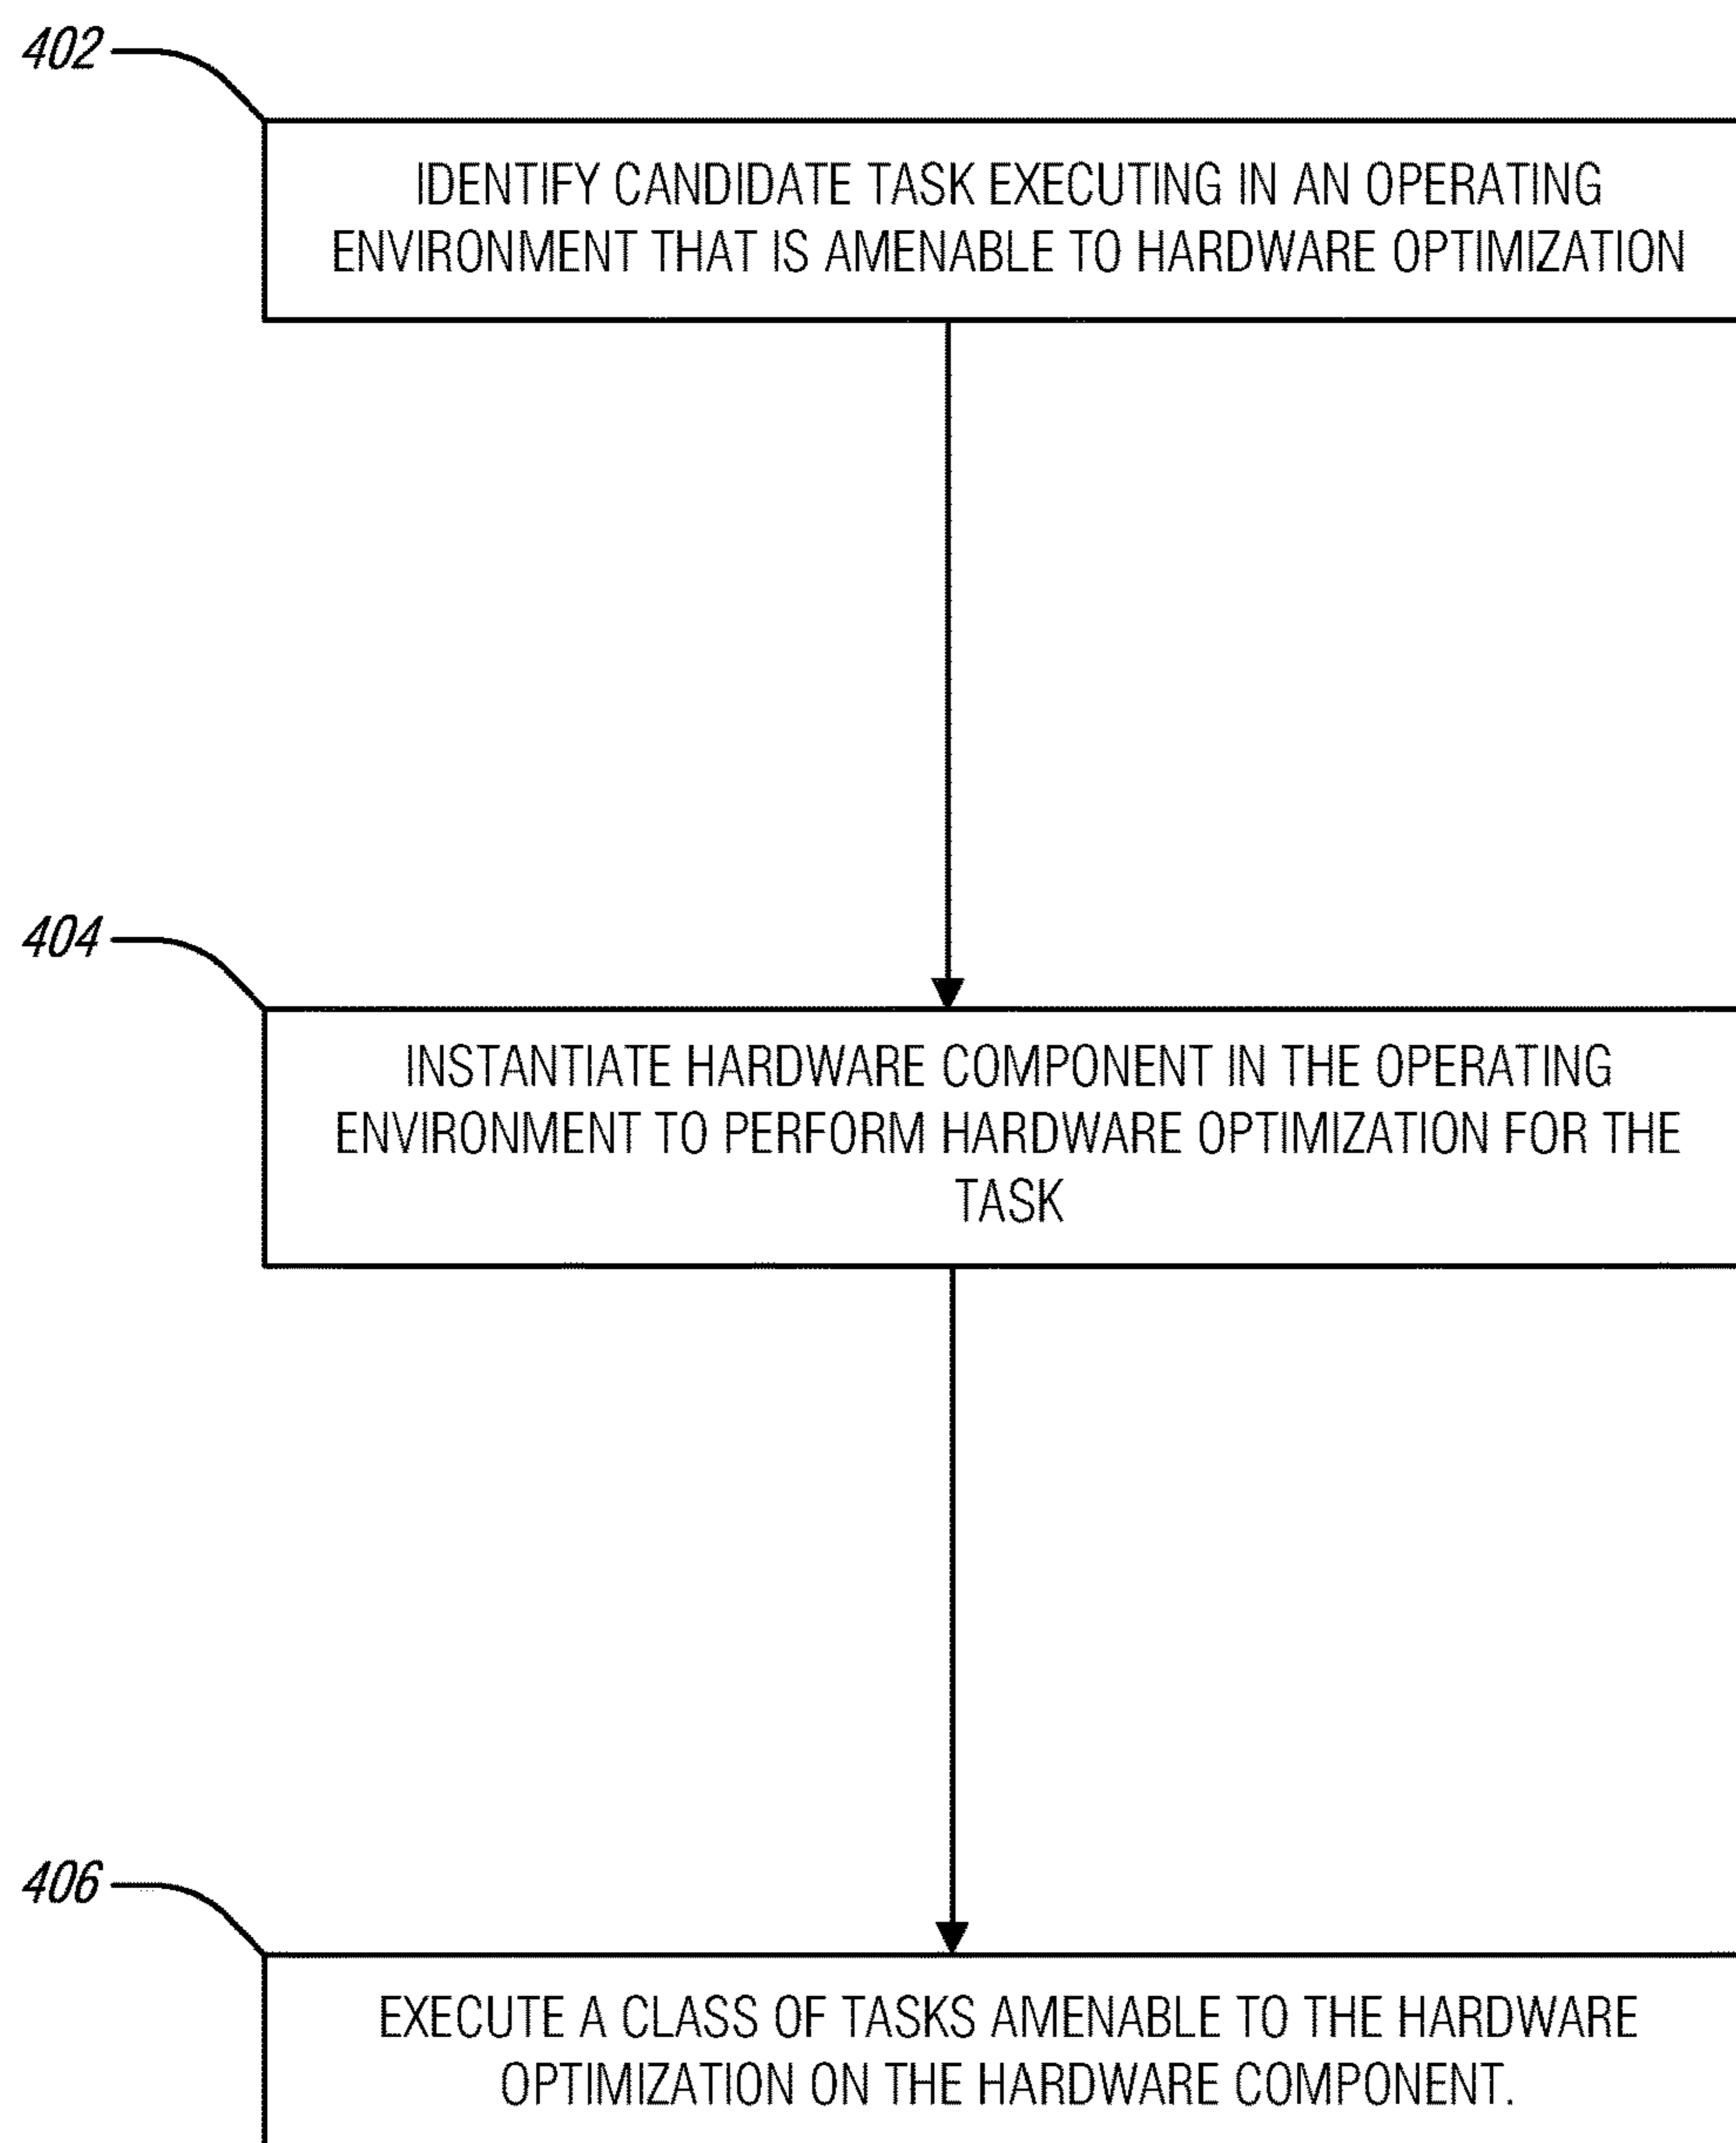 402
IDENTIFY CANDIDATE TASK EXECUTING IN AN OPERATING
ENVIRONMENT THAT IS AMENABLE TO HARDWARE OPTIMIZATION
404
INSTANTIATE HARDWARE COMPONENT IN THE OPERATING
ENVIRONMENT TO PERFORM HARDWARE OPTIMIZATION FOR THE
TASK
406
EXECUTE A CLASS OF TASKS AMENABLE TO THE HARDWARE
OPTIMIZATION ON THE HARDWARE COMPONENT.